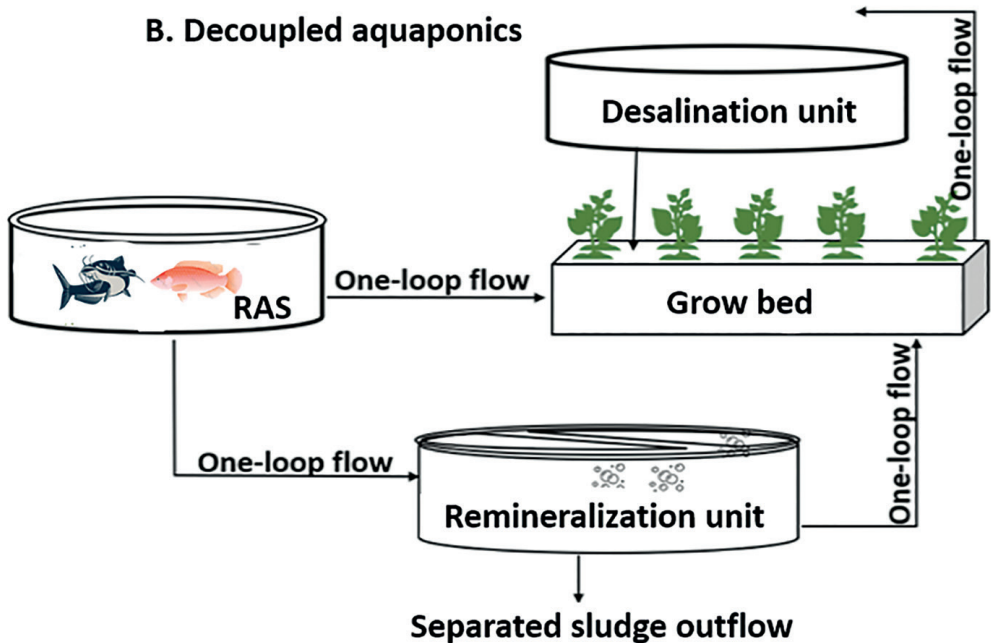 B. Decoupled aquaponics
One-loop flow
Desalination unit
RAS
One-loop flow
Grow bed
One-loop flow
One-loop flow
Remineralization unit
Separated sludge outflow